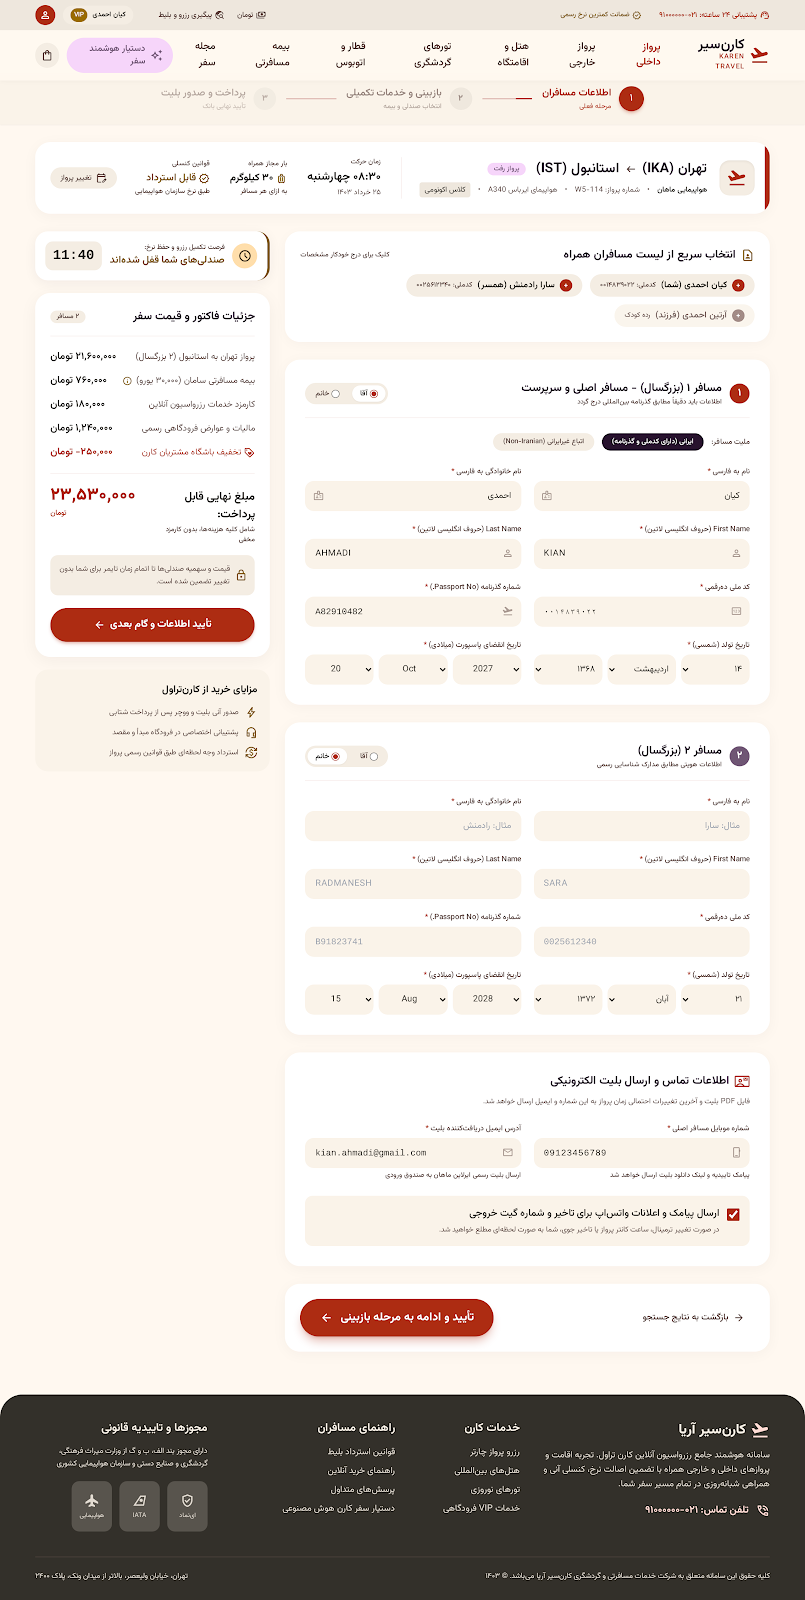 پشتیبانی ۲۴ ساعته: ۰۲۱-۹۱۰۰۰۰۰۰
ضمانت کمترین نرخ رسمی
تومان
پیگیری رزرو و بلیط
کیان احمدی VIP
کارن‌سیر
KAREN TRAVEL
پرواز داخلی
پرواز خارجی
هتل و اقامتگاه
تورهای گردشگری
قطار و اتوبوس
بیمه مسافرتی
مجله سفر
دستیار هوشمند سفر
۱ اطلاعات مسافران
مرحله فعلی
۲ بازبینی و خدمات تکمیلی
انتخاب صندلی و بیمه
۳ پرداخت و صدور بلیت
تأیید نهایی بانک
تهران (IKA) ← استانبول (IST) پرواز رفت
هواپیمایی ماهان • شماره پرواز: W5-114 • هواپیمای ایرباس A340 • کلاس اکونومی
زمان حرکت
۰۸:۳۰ چهارشنبه
۲۵ خرداد ۱۴۰۳
بار مجاز همراه
۳۰ کیلوگرم
به ازای هر مسافر
قوانین کنسلی
قابل استرداد
طبق نرخ سازمان هواپیمایی
تغییر پرواز
انتخاب سریع از لیست مسافران همراه
کلیک برای درج خودکار مشخصات
کیان احمدی (شما) کدملی: ۰۰۱۴۸۳۹۰۲۲
سارا رادمنش (همسر) کدملی: ۰۰۲۵۶۱۲۳۴۰
آرتین احمدی (فرزند) رده کودک
۱ مسافر ۱ (بزرگسال) - مسافر اصلی و سرپرست
اطلاعات باید دقیقاً مطابق گذرنامه بین‌المللی درج گردد
آقا
خانم
ملیت مسافر:
ایرانی (دارای کدملی و گذرنامه)
اتباع غیرایرانی (Non-Iranian)
نام به فارسی *
کیان
نام خانوادگی به فارسی *
احمدی
First Name (حروف انگلیسی لاتین) *
KIAN
Last Name (حروف انگلیسی لاتین) *
AHMADI
کد ملی ده‌رقمی *
۰۰۱۴۸۳۹۰۲۲
شماره گذرنامه (Passport No.) *
A82910482
تاریخ تولد (شمسی) *
۱۴
اردیبهشت
۱۳۶۸
تاریخ انقضای پاسپورت (میلادی) *
2027
Oct
20
۲ مسافر ۲ (بزرگسال)
اطلاعات هویتی مطابق مدارک شناسایی رسمی
آقا
خانم
نام به فارسی *
مثال: سارا
نام خانوادگی به فارسی *
مثال: رادمنش
First Name (حروف انگلیسی لاتین) *
SARA
Last Name (حروف انگلیسی لاتین) *
RADMANESH
کد ملی ده‌رقمی *
0025612340
شماره گذرنامه (Passport No.) *
B91823741
تاریخ تولد (شمسی) *
۲۱
آبان
۱۳۷۲
تاریخ انقضای پاسپورت (میلادی) *
2028
Aug
15
اطلاعات تماس و ارسال بلیت الکترونیکی
فایل PDF بلیت و آخرین تغییرات احتمالی زمان پرواز به این شماره و ایمیل ارسال خواهد شد.
شماره موبایل مسافر اصلی *
09123456789
پیامک تاییدیه و لینک دانلود بلیت ارسال خواهد شد
آدرس ایمیل دریافت‌کننده بلیت *
kian.ahmadi@gmail.com
ارسال بلیت رسمی ایرلاین ماهان به صندوق ورودی
ارسال پیامک و اعلانات واتس‌اپ برای تاخیر و شماره گیت خروجی
در صورت تغییر ترمینال، ساعت کانتر پرواز یا تاخیر جوی، شما به صورت لحظه‌ای مطلع خواهید شد.
بازگشت به نتایج جستجو
تأیید و ادامه به مرحله بازبینی
فرصت تکمیل رزرو و حفظ نرخ:
صندلی‌های شما قفل شده‌اند
11:40
جزئیات فاکتور و قیمت سفر
۲ مسافر
پرواز تهران به استانبول (۲ بزرگسال) ۲۱,۶۰۰,۰۰۰ تومان
بیمه مسافرتی سامان (۳۰,۰۰۰ یورو) ۷۶۰,۰۰۰ تومان
کارمزد خدمات رزرواسیون آنلاین ۱۸۰,۰۰۰ تومان
مالیات و عوارض فرودگاهی رسمی ۱,۲۴۰,۰۰۰ تومان
تخفیف باشگاه مشتریان کارن ۲۵۰,۰۰۰- تومان
مبلغ نهایی قابل پرداخت:
شامل کلیه هزینه‌ها، بدون کارمزد مخفی
۲۳,۵۳۰,۰۰۰
تومان
قیمت و سهمیه صندلی‌ها تا اتمام زمان تایمر برای شما بدون تغییر تضمین شده است.
تأیید اطلاعات و گام بعدی
مزایای خرید از کارن‌تراول
صدور آنی بلیت و ووچر پس از پرداخت شتابی
پشتیبانی اختصاصی در فرودگاه مبدأ و مقصد
استرداد وجه لحظه‌ای طبق قوانین رسمی پرواز
کارن‌سیر آریا
سامانه هوشمند جامع رزرواسیون آنلاین کارن تراول. تجربه اقامت و
پروازهای داخلی و خارجی همراه با تضمین اصالت نرخ، کنسلی آنی و
همراهی شبانه‌روزی در تمام مسیر سفر شما.
تلفن تماس: ۰۲۱-۹۱۰۰۰۰۰۰
خدمات کارن
رزرو پرواز چارتر
هتل‌های بین‌المللی
تورهای نوروزی
خدمات VIP فرودگاهی
راهنمای مسافران
قوانین استرداد بلیط
راهنمای خرید آنلاین
پرسش‌های متداول
دستیار سفر کارن هوش مصنوعی
مجوزها و تاییدیه قانونی
دارای مجوز بند الف، ب و گ از وزارت میراث فرهنگی،
گردشگری و صنایع دستی و سازمان هواپیمایی کشوری
ای‌نماد
IATA
هواپیمایی
کلیه حقوق این سامانه متعلق به شرکت خدمات مسافرتی و گردشگری کارن‌سیر آریا می‌باشد. © ۱۴۰۳
تهران، خیابان ولیعصر، بالاتر از میدان ونک، پلاک ۲۴۰۰